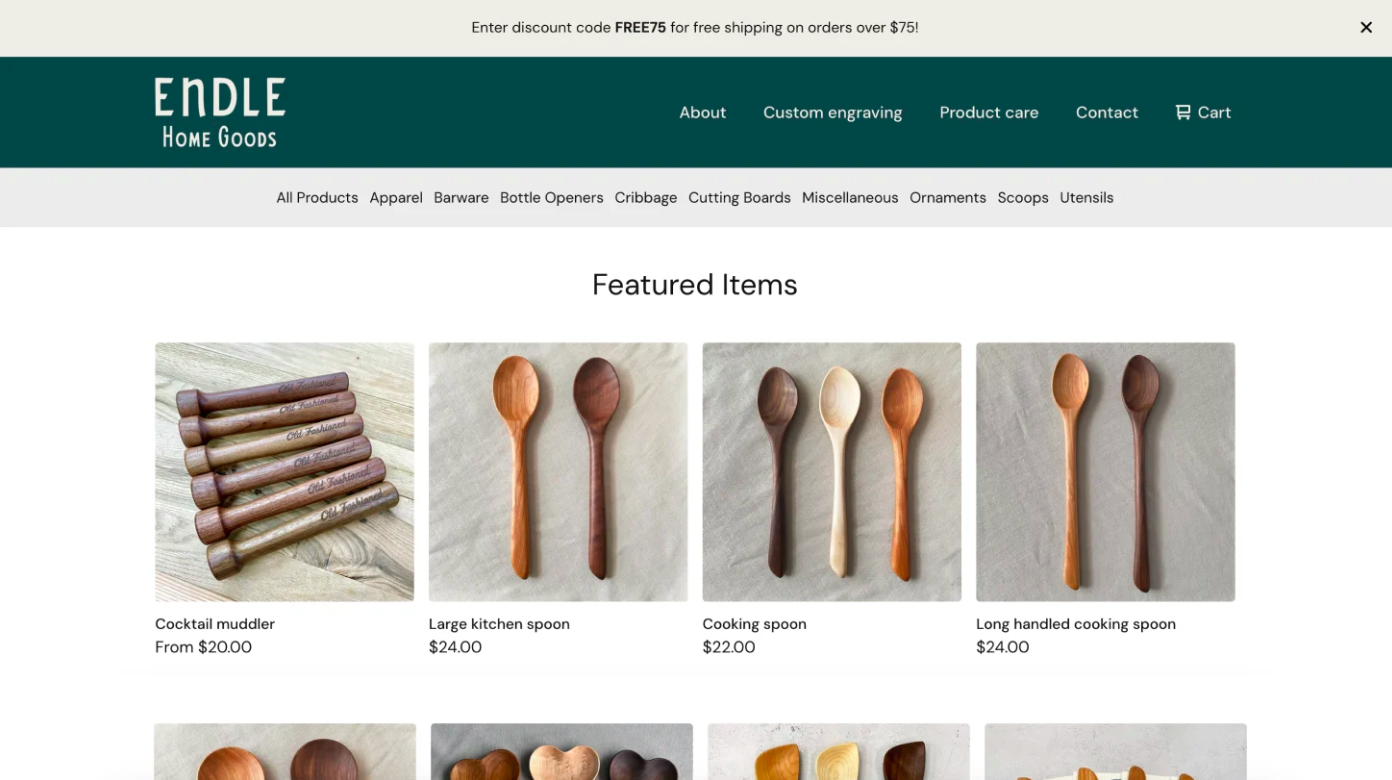 Enter discount code FREE75 for free shipping on orders over $75!
ENDLE
HOME GOODS
About Custom engraving Product care Contact Cart
All Products Apparel Barware Bottle Openers Cribbage Cutting Boards Miscellaneous Ornaments Scoops Utensils
Featured Items
Old Fashioned
Old Fashioned
Old Fashioned
Old Fashioned
Old Fashioned
Old Fashioned
Cocktail muddler
From $20.00
Large kitchen spoon
$24.00
Cooking spoon
$22.00
Long handled cooking spoon
$24.00